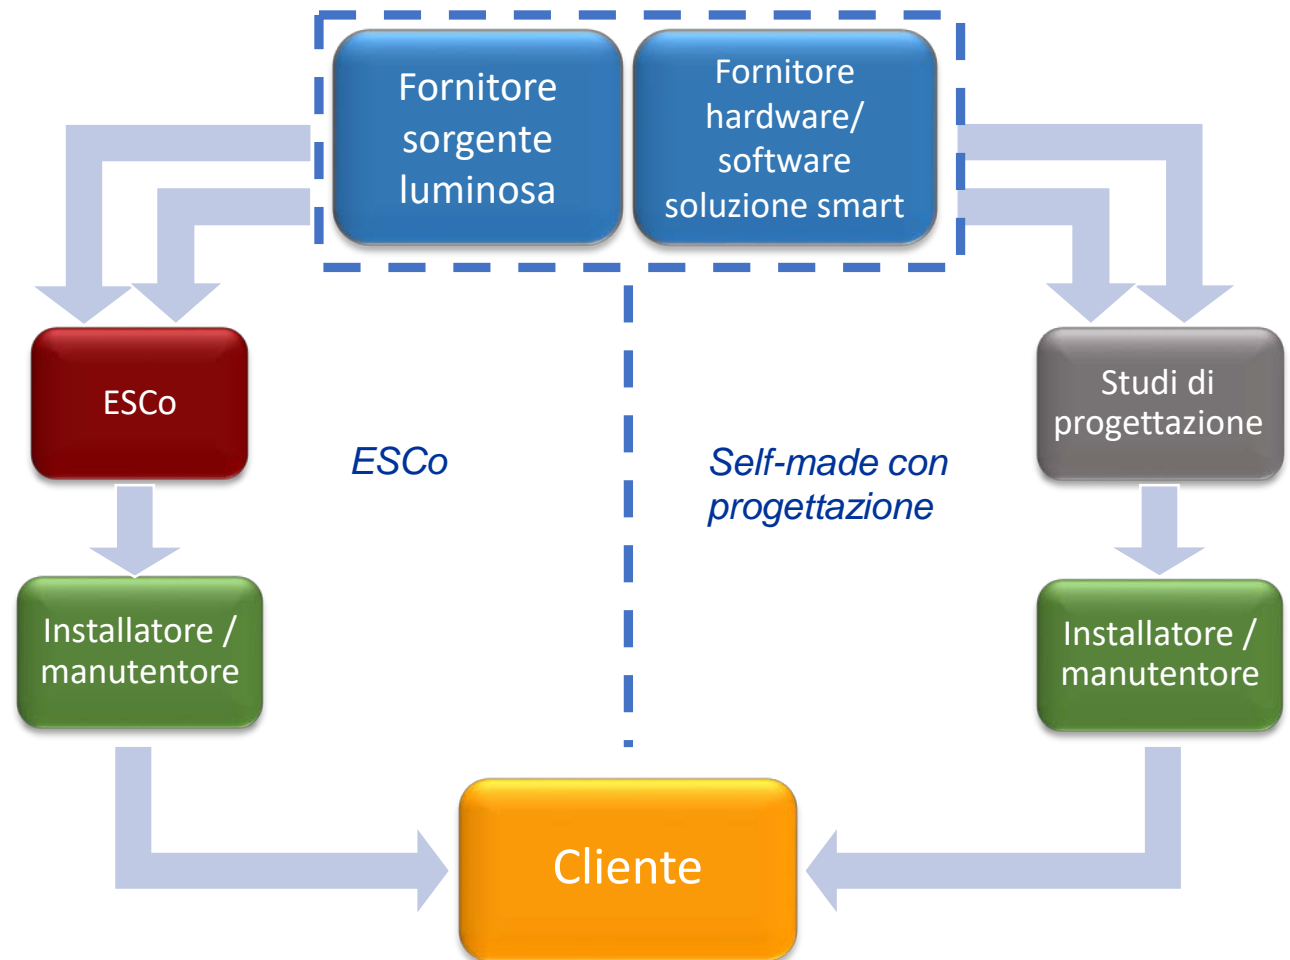 Fornitore
sorgente
luminosa
Fornitore
hardware/
software
soluzione smart
ESCo
Studi di
progettazione
ESCo
Self-made con
progettazione
Installatore /
manutentore
Installatore /
manutentore
Cliente